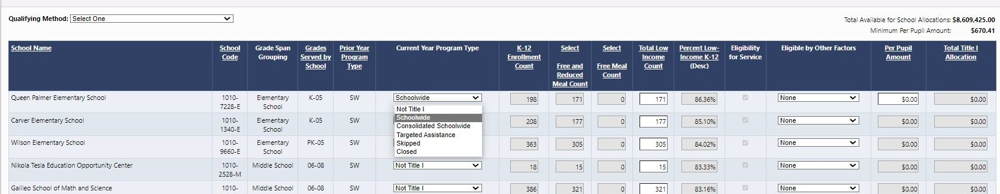 Qualifying Method: Select One
Total Available for School Allocations: $8,609,425.00
Minimum Per Pupil Amount: $670.41
School Name
School Code
Grade Span Grouping
Grades Served by School
Prior Year Program Type
Current Year Program Type
K-12 Enrollment Count
Select Free and Reduced Meal Count
Select Free Meal Count
Total Low Income Count
Percent Low-Income K-12 (Desc)
Eligibility for Service
Eligible by Other Factors
Per Pupil Amount
Total Title I Allocation
Queen Palmer Elementary School 1010-7228-E Elementary School K-05 SW Schoolwide 198 171 0 171 86.36% None $0.00 $0.00
Not Title I
Schoolwide
Consolidated Schoolwide
Targeted Assistance
Skipped
Closed
Carver Elementary School 1010-1340-E Elementary School K-05 SW 208 177 0 177 85.10% None $0.00 $0.00
Wilson Elementary School 1010-9660-E Elementary School PK-05 SW 363 305 0 305 84.02% None $0.00 $0.00
Nikola Tesla Education Opportunity Center 1010-2528-M Middle School 06-08 SW Not Title I 18 15 0 15 83.33% None $0.00 $0.00
Galileo School of Math and Science 1010- Middle School 06-08 SW Not Title I 386 321 0 321 83.16% None $0.00 $0.00